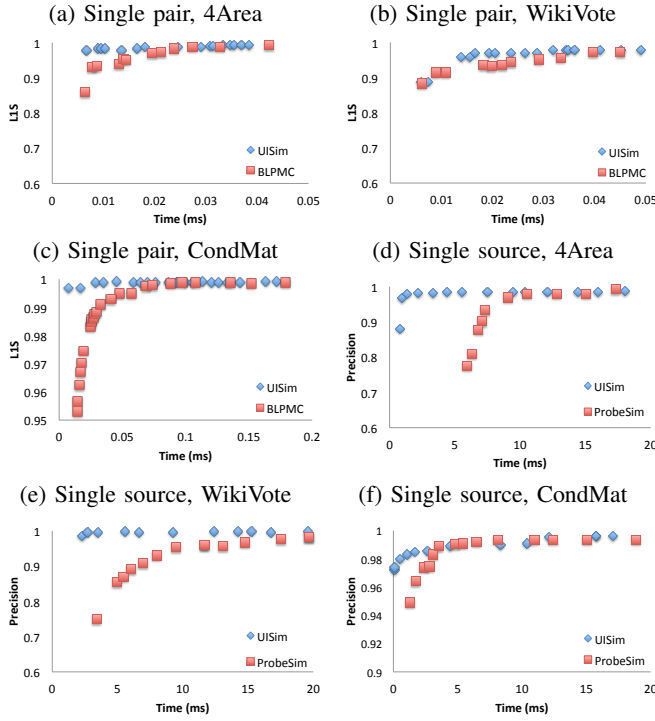 (a) Single pair, 4Area
1
0.9
0.8
0.7
0.6
L1S
0 0.01 0.02 0.03 0.04 0.05
Time (ms)
UISim
BLPMC
(b) Single pair, WikiVote
1
0.9
0.8
0.7
0.6
L1S
0 0.01 0.02 0.03 0.04 0.05
Time (ms)
UISim
BLPMC
(c) Single pair, CondMat
1
0.99
0.98
0.97
0.96
0.95
L1S
0 0.05 0.1 0.15 0.2
Time (ms)
UISim
BLPMC
(d) Single source, 4Area
1
0.9
0.8
0.7
0.6
Precision
0 5 10 15 20
Time (ms)
UISim
ProbeSim
(e) Single source, WikiVote
1
0.9
0.8
0.7
0.6
Precision
0 5 10 15 20
Time (ms)
UISim
ProbeSim
(f) Single source, CondMat
1
0.98
0.96
0.94
0.92
0.9
Precision
0 5 10 15 20
Time (ms)
UISim
ProbeSim